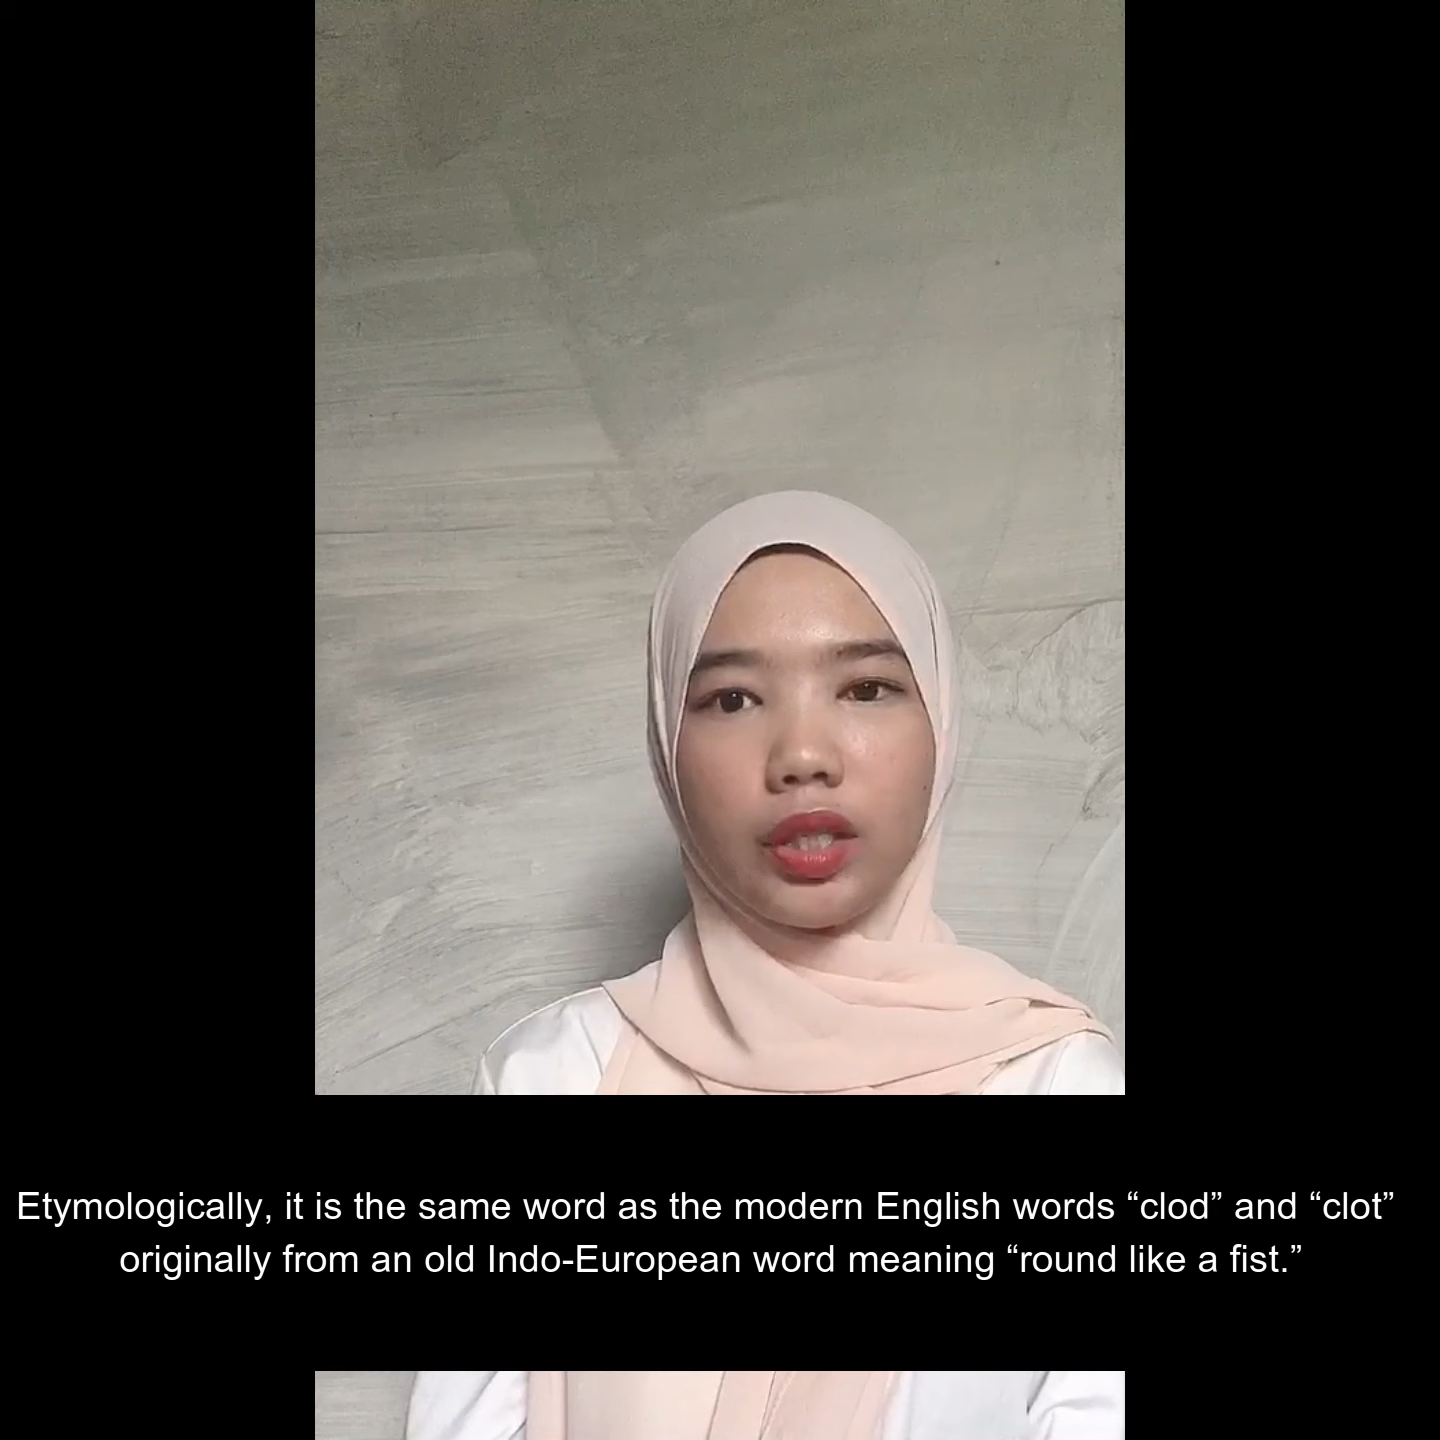 Etymologically, it is the same word as the modern English words “clod” and “clot”
originally from an old Indo-European word meaning “round like a fist.”